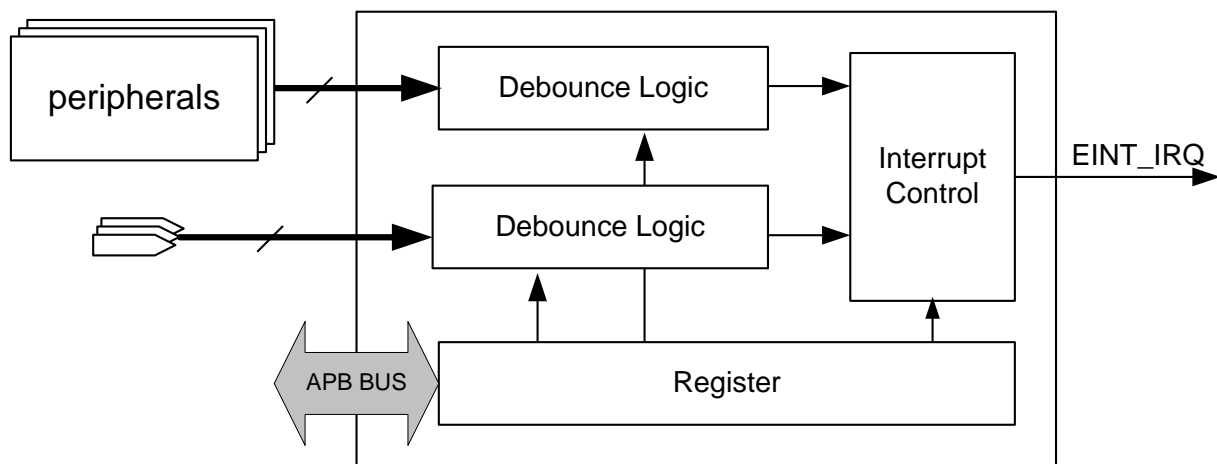 peripherals
Debounce Logic
Interrupt
Control
EINT_IRQ
Debounce Logic
APB BUS
Register